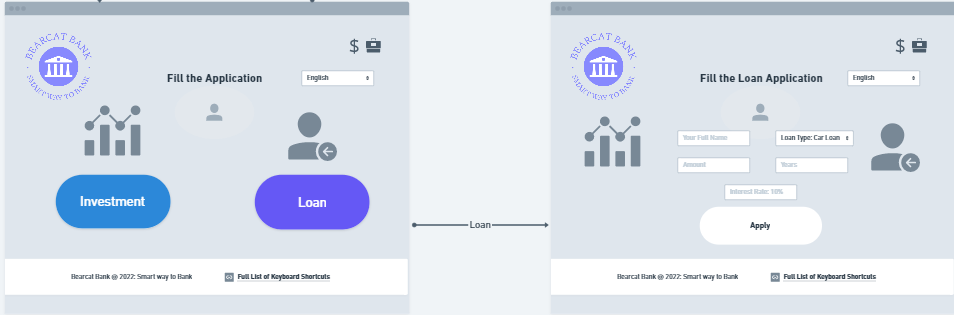 BEARCAT BANK
SMART WAY TO BANK
$
Fill the Application
English
Investment
Loan
Bearcat Bank @ 2022: Smart way to Bank
Full List of Keyboard Shortcuts
Loan
BEARCAT BANK
SMART WAY TO BANK
$
Fill the Loan Application
English
Your Full Name
Loan Type: Car Loan
Amount
Years
Interest Rate: 10%
Apply
Bearcat Bank @ 2022: Smart way to Bank
Full List of Keyboard Shortcuts